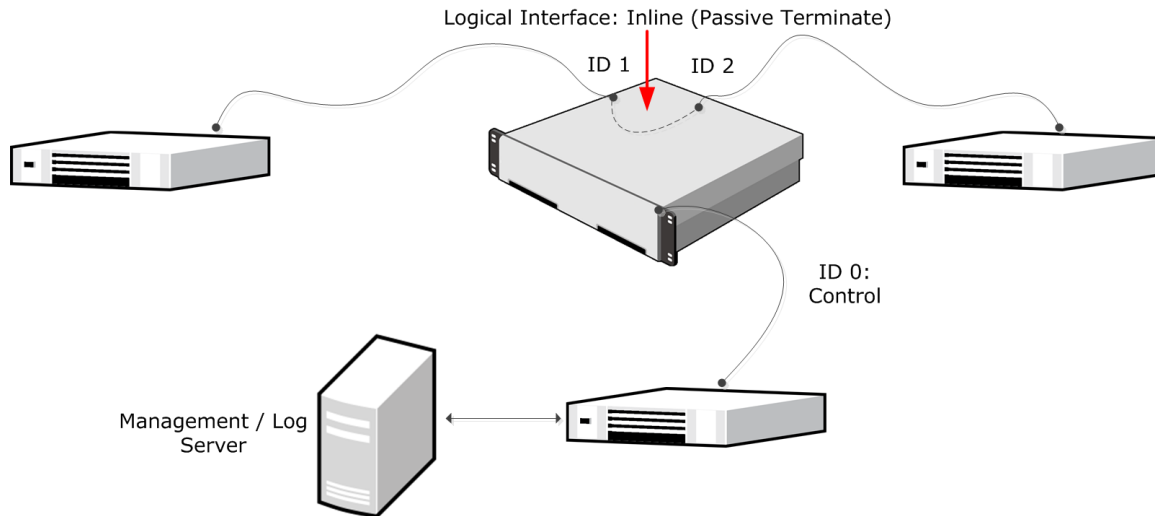 Logical Interface: Inline (Passive Terminate)
ID 1
ID 2
ID 0:
Control
Management / Log
Server